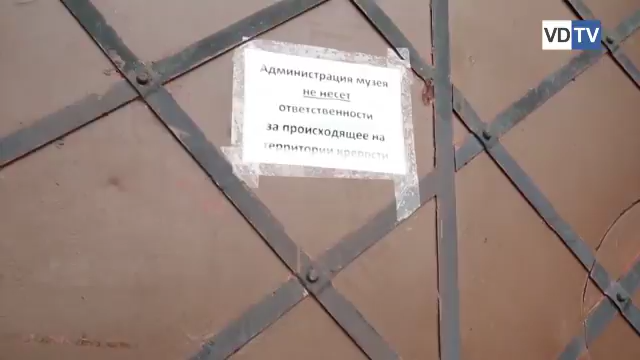 VDTV
Администрация музея
не несет
ответственности
за происходящее на
территории крепости